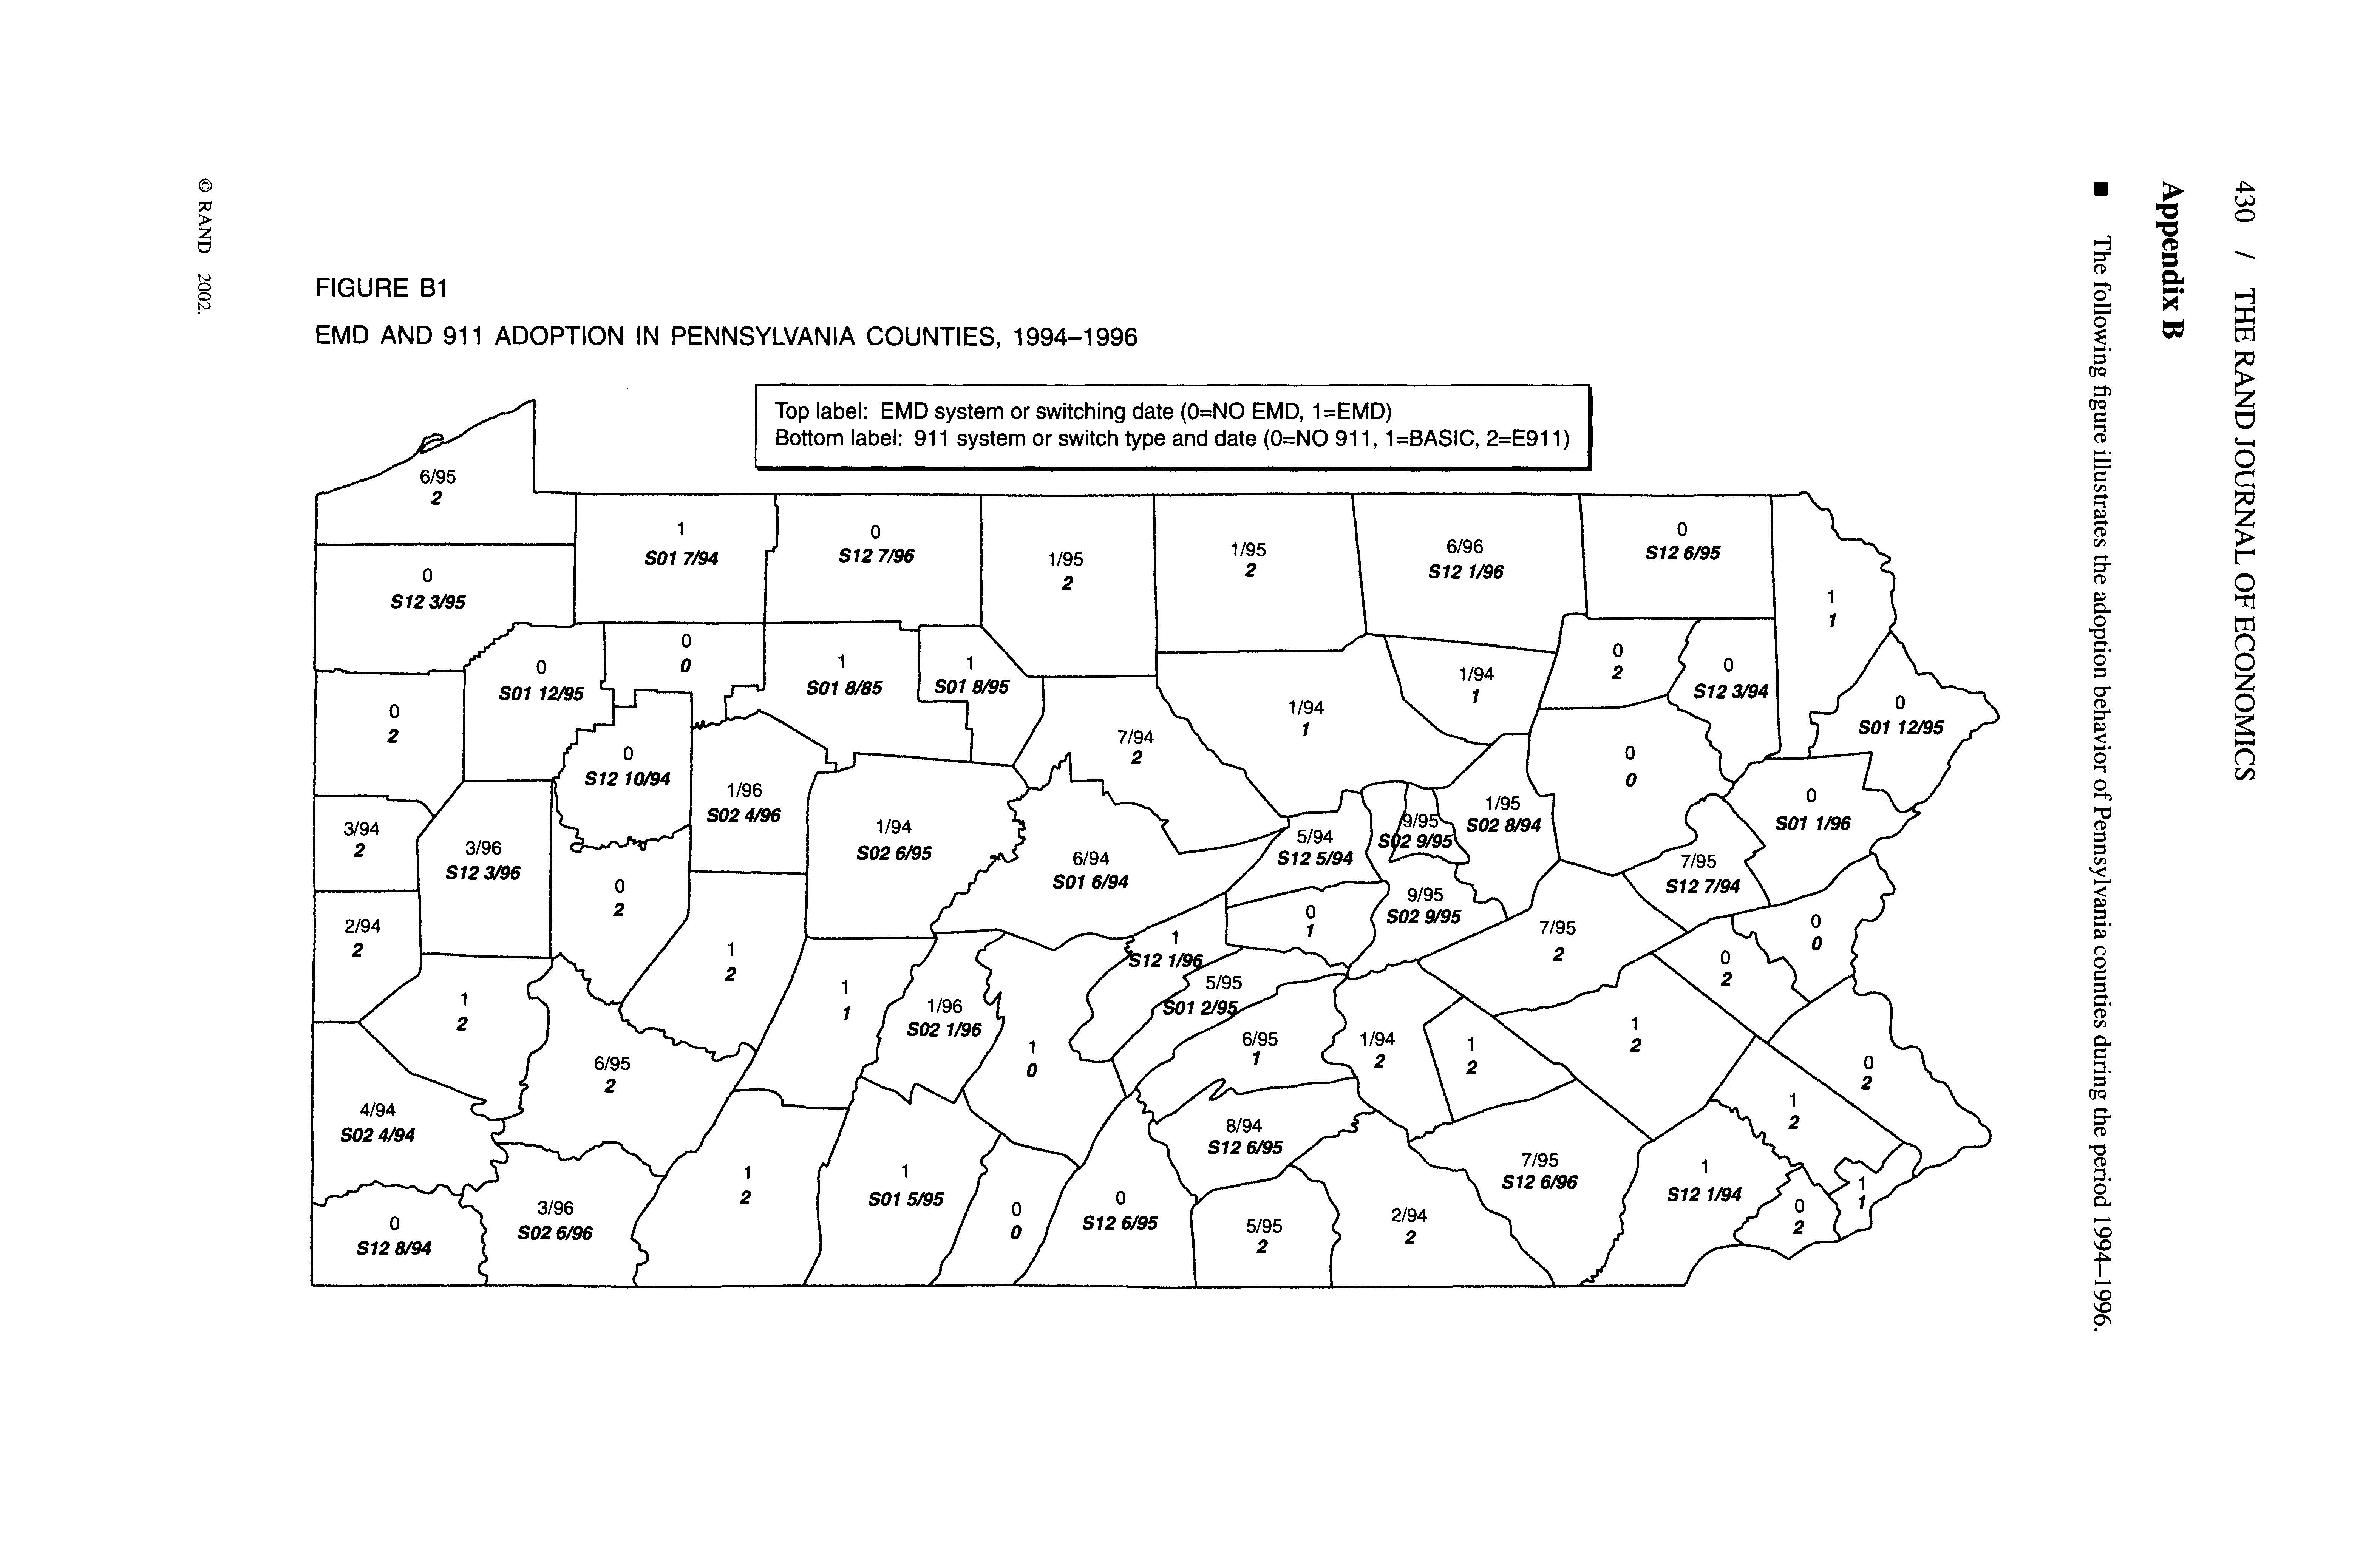 430 / THE RAND JOURNAL OF ECONOMICS
Appendix B
■ The following figure illustrates the adoption behavior of Pennsylvania counties during the period 1994–1996.
FIGURE B1
EMD AND 911 ADOPTION IN PENNSYLVANIA COUNTIES, 1994–1996
Top label: EMD system or switching date (0=NO EMD, 1=EMD)
Bottom label: 911 system or switch type and date (0=NO 911, 1=BASIC, 2=E911)
6/95
2
1
S01 7/94
0
S12 7/96
1/95
2
1/95
2
6/96
S12 1/96
0
S12 6/95
1
1
0
S12 3/95
0
S01 12/95
0
0
1
S01 8/85
1
S01 8/95
1/94
1
0
2
0
S12 3/94
0
S01 12/95
0
2
0
S12 10/94
1/96
S02 4/96
7/94
2
1/94
1
0
0
0
S01 1/96
3/94
2
3/96
S12 3/96
0
2
1/94
S02 6/95
6/94
S01 6/94
5/94
S12 5/94
9/95
S02 9/95
1/95
S02 8/94
7/95
S12 7/94
2/94
2
1
2
0
1
9/95
S02 9/95
7/95
2
0
2
0
0
1
2
6/95
2
1
1
1/96
S02 1/96
1
0
1
S12 1/96
5/95
S01 2/95
6/95
1
1/94
2
1
2
1
2
0
2
4/94
S02 4/94
8/94
S12 6/95
1
2
0
S12 8/94
3/96
S02 6/96
1
2
1
S01 5/95
0
0
0
S12 6/95
5/95
2
2/94
2
7/95
S12 6/96
1
S12 1/94
0
2
1
1
© RAND 2002.